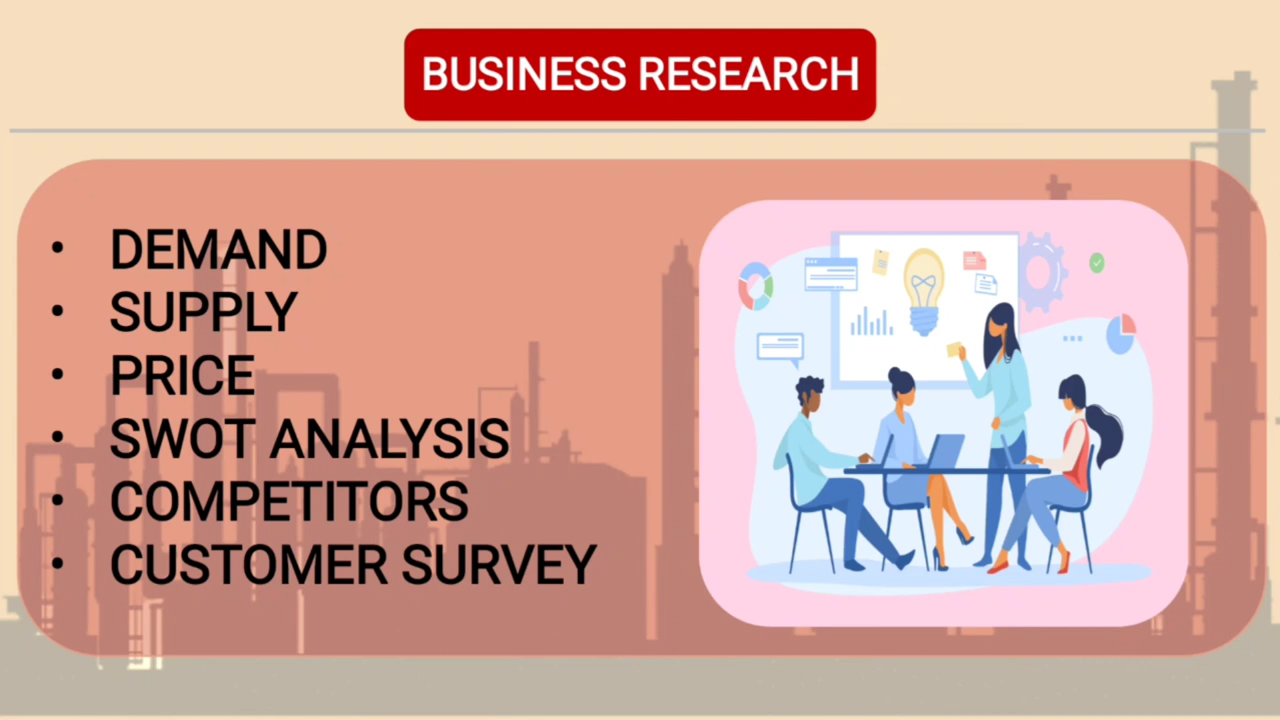 BUSINESS RESEARCH
• DEMAND
• SUPPLY
• PRICE
• SWOT ANALYSIS
• COMPETITORS
• CUSTOMER SURVEY